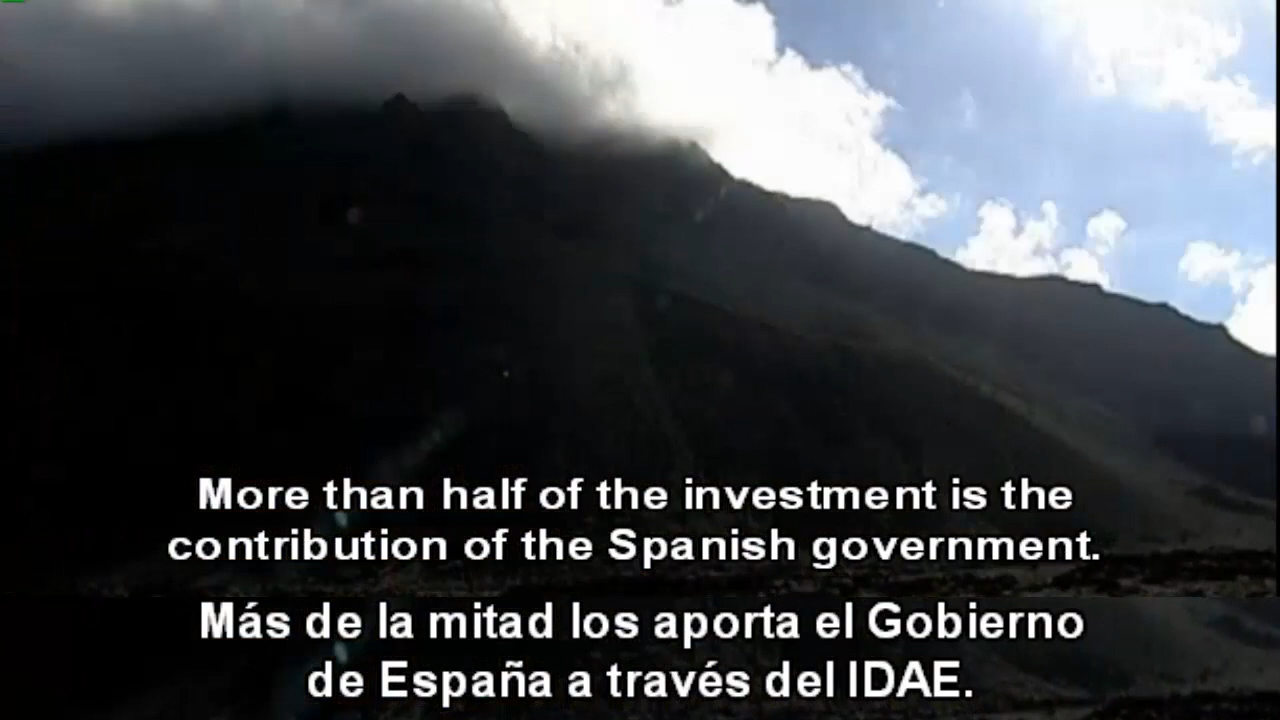 More than half of the investment is the
contribution of the Spanish government.
Más de la mitad los aporta el Gobierno
de España a través del IDAE.